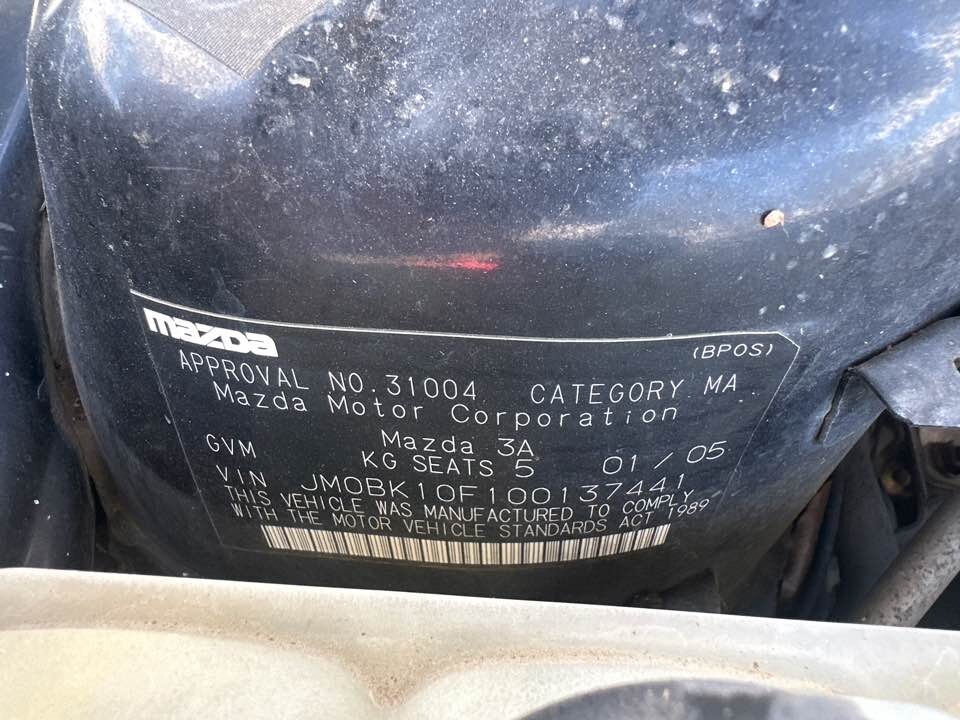 mazda
(BPOS)
APPROVAL NO.31004 CATEGORY MA
Mazda Motor Corporation
Mazda 3A
GVM KG SEATS 5 01/05
VIN JM0BK10F100137441
THIS VEHICLE WAS MANUFACTURED TO COMPLY
WITH THE MOTOR VEHICLE STANDARDS ACT 1989